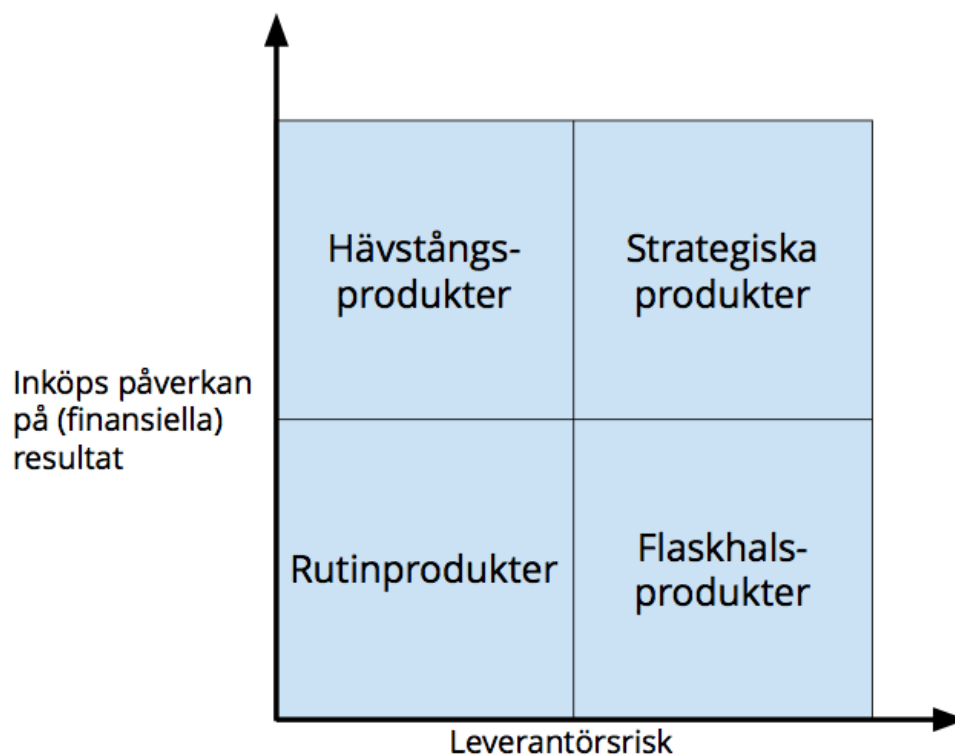 Hävstångs-
produkter
Strategiska
produkter
Inköps påverkan
på (finansiella)
resultat
Rutinprodukter
Flaskhals-
produkter
Leverantörsrisk